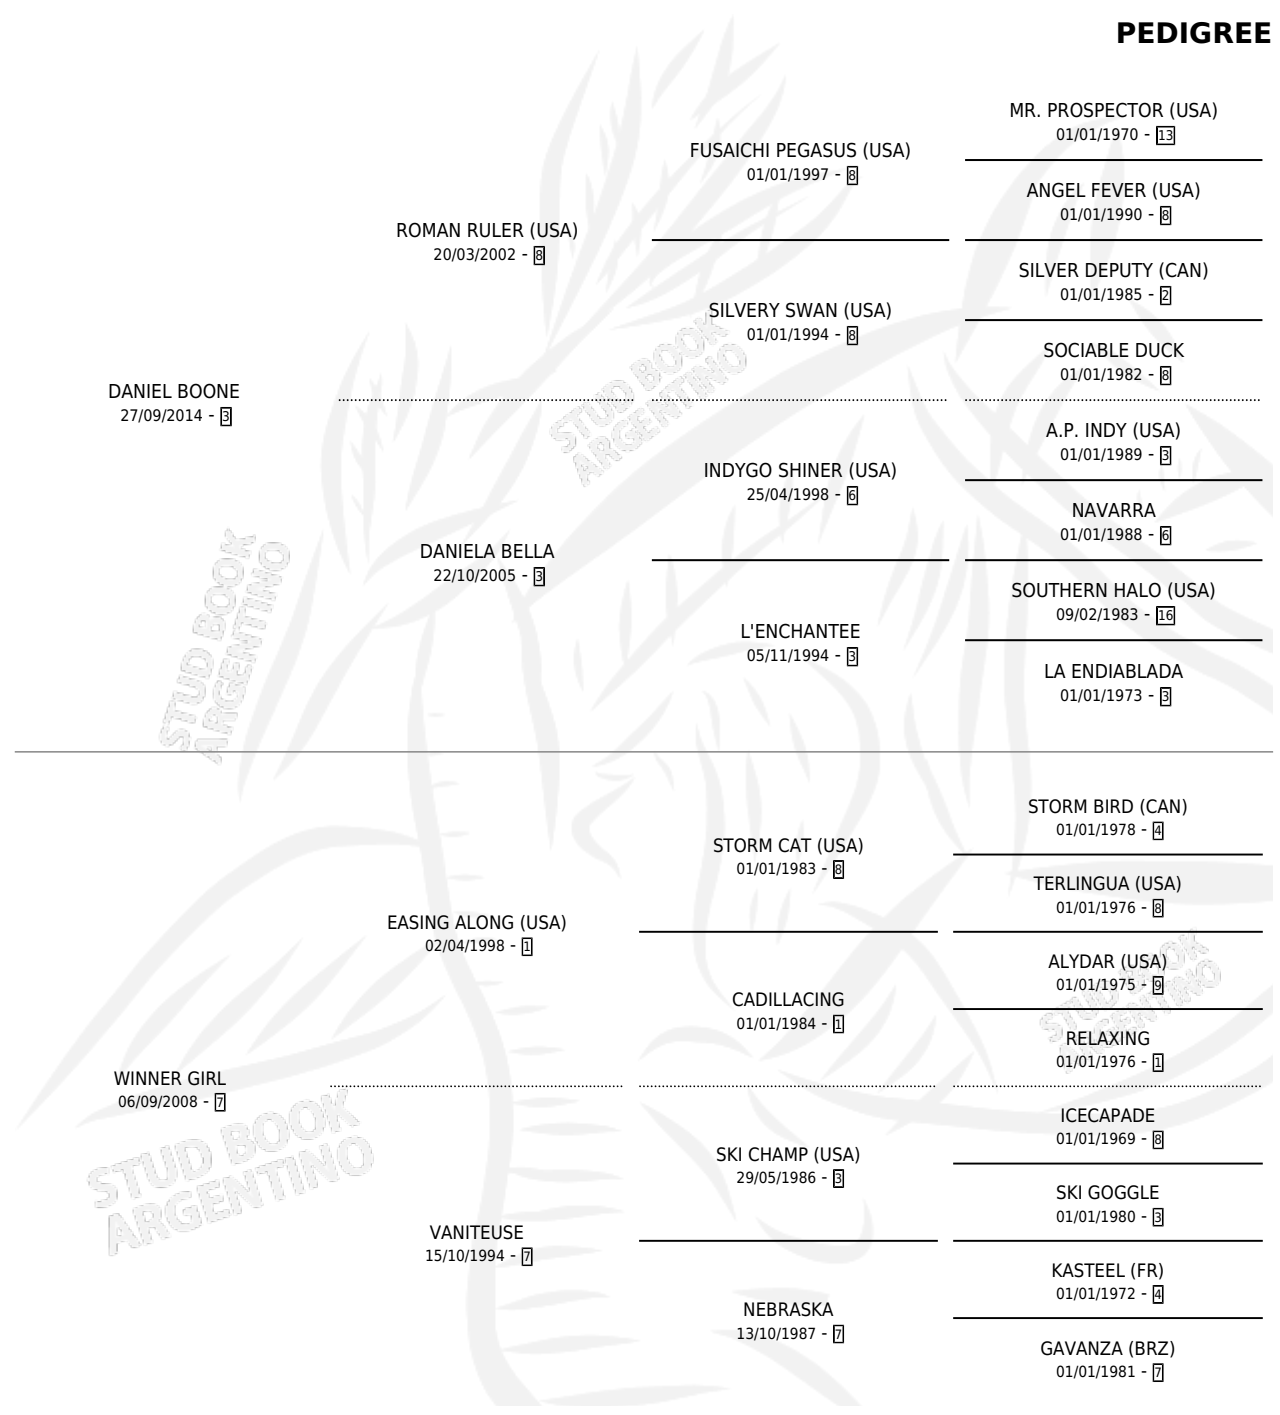 PEDIGREE
MR. PROSPECTOR (USA)
01/01/1970 - 13
FUSAICHI PEGASUS (USA)
01/01/1997 - 8
ANGEL FEVER (USA)
01/01/1990 - 8
ROMAN RULER (USA)
20/03/2002 - 8
SILVER DEPUTY (CAN)
01/01/1985 - 2
SILVERY SWAN (USA)
01/01/1994 - 8
SOCIABLE DUCK
01/01/1982 - 8
DANIEL BOONE
27/09/2014 - 3
A.P. INDY (USA)
01/01/1989 - 3
INDYGO SHINER (USA)
25/04/1998 - 6
NAVARRA
01/01/1988 - 6
DANIELA BELLA
22/10/2005 - 3
SOUTHERN HALO (USA)
09/02/1983 - 16
L'ENCHANTEE
05/11/1994 - 3
LA ENDIABLADA
01/01/1973 - 3
STORM BIRD (CAN)
01/01/1978 - 4
STORM CAT (USA)
01/01/1983 - 8
TERLINGUA (USA)
01/01/1976 - 8
EASING ALONG (USA)
02/04/1998 - 1
ALYDAR (USA)
01/01/1975 - 9
CADILLACING
01/01/1984 - 1
RELAXING
01/01/1976 - 1
WINNER GIRL
06/09/2008 - 7
ICECAPADE
01/01/1969 - 8
SKI CHAMP (USA)
29/05/1986 - 3
SKI GOGGLE
01/01/1980 - 3
VANITEUSE
15/10/1994 - 7
KASTEEL (FR)
01/01/1972 - 4
NEBRASKA
13/10/1987 - 7
GAVANZA (BRZ)
01/01/1981 - 7
STUD BOOK
ARGENTINO
STUD BOOK
ARGENTINO
STUD BOOK
ARGENTINO
STUD BOOK
ARGENTINO